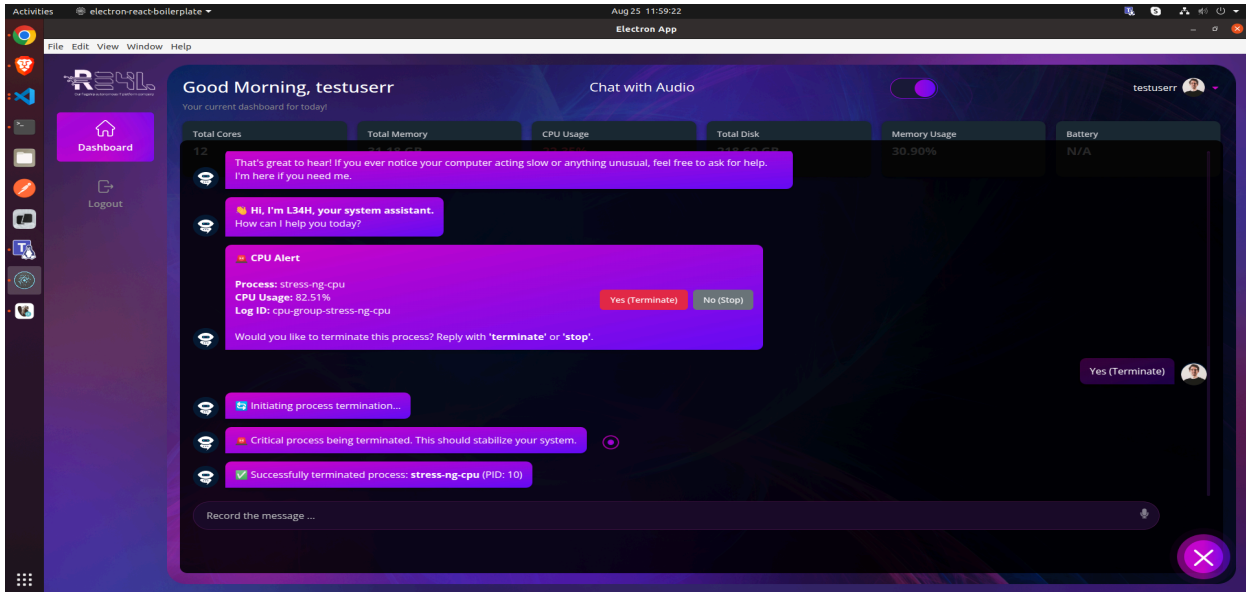 Activities
electron-react-boilerplate
Aug 25 11:59:22
Electron App
File Edit View Window Help
Good Morning, testuserr
Chat with Audio
testuserr
Your current dashboard for today!
Dashboard
Logout
Total Cores
Total Memory
CPU Usage
Total Disk
Memory Usage
Battery
12
31.18 GB
218.60 GB
30.90%
N/A
That's great to hear! If you ever notice your computer acting slow or anything unusual, feel free to ask for help.
I'm here if you need me.
👋 Hi, I'm L34H, your system assistant.
How can I help you today?
CPU Alert
Process: stress-ng-cpu
CPU Usage: 82.51%
Log ID: cpu-group-stress-ng-cpu
Yes (Terminate)
No (Stop)
Would you like to terminate this process? Reply with 'terminate' or 'stop'.
Yes (Terminate)
Initiating process termination...
Critical process being terminated. This should stabilize your system.
✅ Successfully terminated process: stress-ng-cpu (PID: 10)
Record the message ...